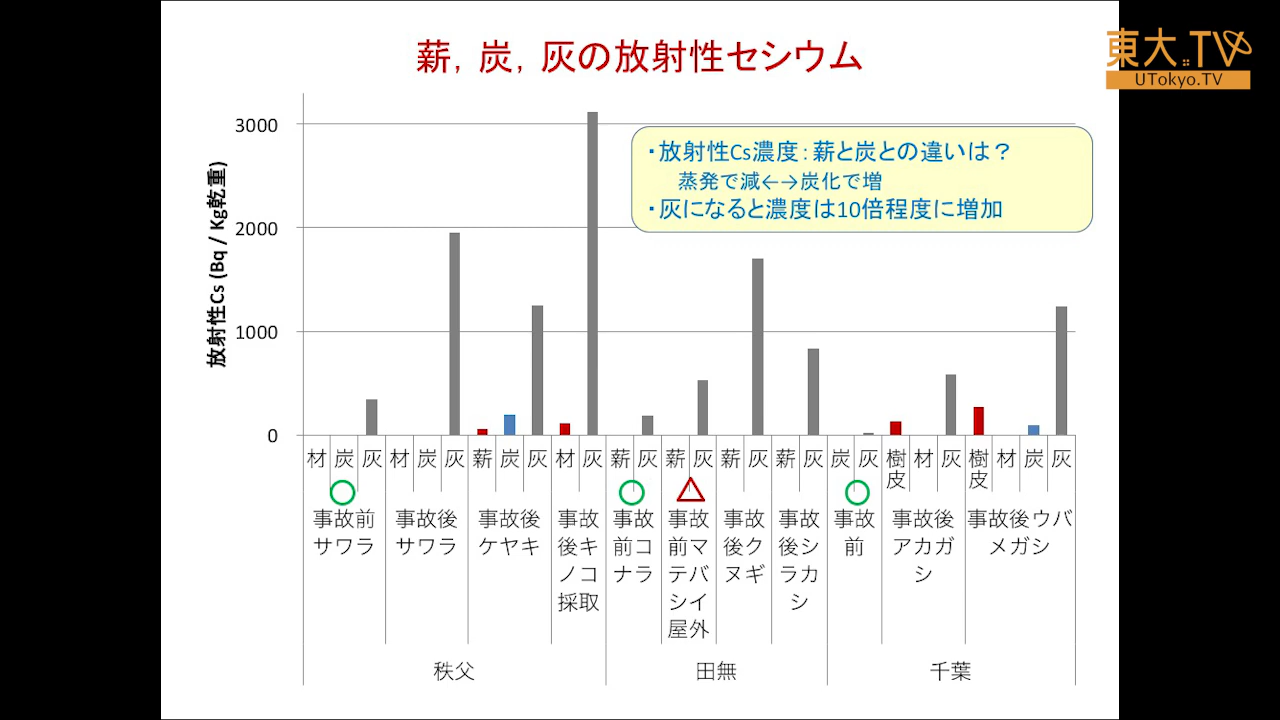 薪，炭，灰の放射性セシウム
東大.TV
UTokyo.TV
・放射性Cs濃度：薪と炭との違いは？
蒸発で減←→炭化で増
・灰になると濃度は10倍程度に増加
放射性Cs (Bq / Kg乾重)
3000
2000
1000
0
材 炭 灰 材 炭 灰 薪 炭 灰 材 灰 薪 灰 薪 灰 薪 灰 薪 灰 炭 灰 樹皮 材 灰 樹皮 材 炭 灰
事故前サワラ
事故後サワラ
事故後ケヤキ
事故後キノコ採取
事故前コナラ
事故前マテバシイ屋外
事故後クヌギ
事故後シラカシ
事故前
事故後アカガシ
事故後ウバメガシ
秩父 田無 千葉